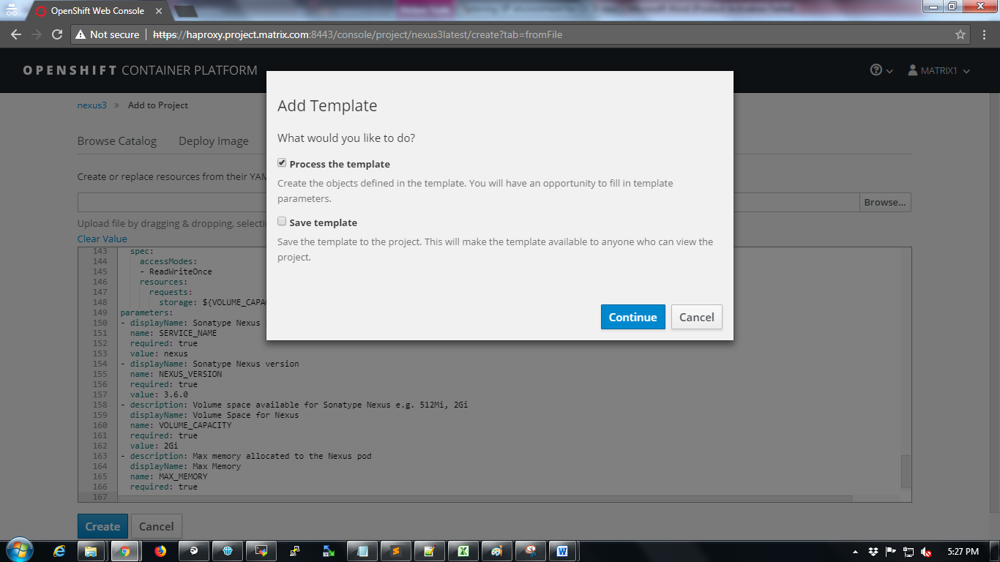 OpenShift Web Console
Not secure
https://haproxy.project.matrix.com:8443/console/project/nexus3latest/create?tab=fromFile
OPENSHIFT CONTAINER PLATFORM
MATRIX1
nexus3 » Add to Project
Browse Catalog
Deploy Image
Create or replace resources from their YAM
Browse...
Upload file by dragging & dropping, selectin
Clear Value
Add Template
What would you like to do?
Process the template
Create the objects defined in the template. You will have an opportunity to fill in template
parameters.
Save template
Save the template to the project. This will make the template available to anyone who can view the
project.
Continue
Cancel
143 spec:
144 accessModes:
145 - ReadWriteOnce
146 resources:
147 requests:
148 storage: ${VOLUME_CAPA
149 parameters:
150 - displayName: Sonatype Nexus
151 name: SERVICE_NAME
152 required: true
153 value: nexus
154 - displayName: Sonatype Nexus version
155 name: NEXUS_VERSION
156 required: true
157 value: 3.6.0
158 - description: Volume space available for Sonatype Nexus e.g. 512Mi, 2Gi
159 displayName: Volume Space for Nexus
160 name: VOLUME_CAPACITY
161 required: true
162 value: 2Gi
163 - description: Max memory allocated to the Nexus pod
164 displayName: Max Memory
165 name: MAX_MEMORY
166 required: true
167
Create
Cancel
5:27 PM